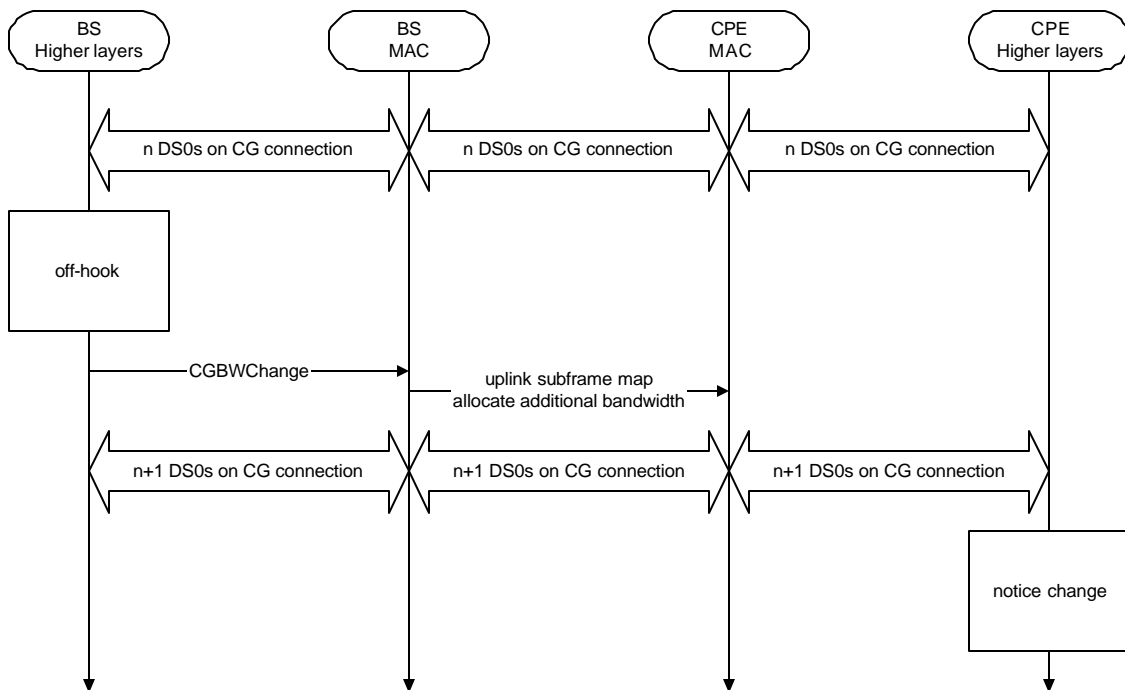 BS
Higher layers
BS
MAC
CPE
MAC
CPE
Higher layers
n DS0s on CG connection
n DS0s on CG connection
n DS0s on CG connection
off-hook
CGBWChange
uplink subframe map
allocate additional bandwidth
n+1 DS0s on CG connection
n+1 DS0s on CG connection
n+1 DS0s on CG connection
notice change